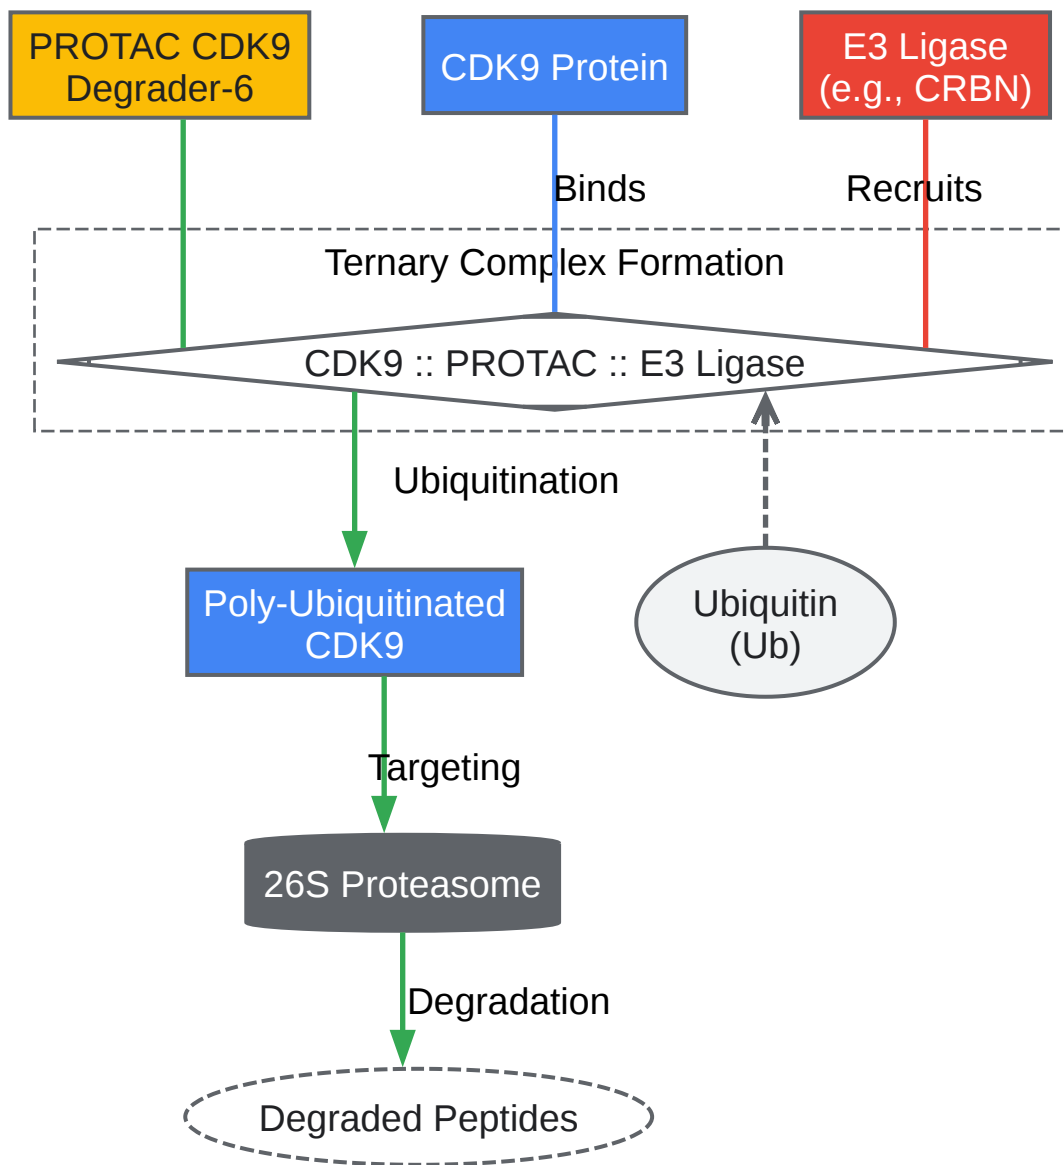 PROTAC CDK9
Degrader-6
CDK9 Protein
E3 Ligase
(e.g., CRBN)
Binds
Recruits
Ternary Complex Formation
CDK9 :: PROTAC :: E3 Ligase
Ubiquitination
Poly-Ubiquitinated
CDK9
Ubiquitin
(Ub)
Targeting
26S Proteasome
Degradation
Degraded Peptides